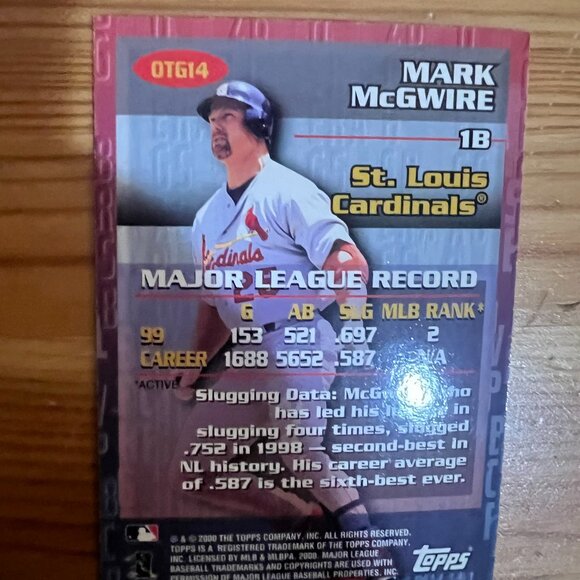 OTG14
MARK
McGWIRE
1B
St. Louis
Cardinals®
Cardinals
MAJOR LEAGUE RECORD
G AB SLG MLB RANK*
99 153 521 .697 2
CAREER 1688 5652 .587 N/A
*ACTIVE
Slugging Data: McGwire, who
has led his league in
slugging four times, slugged
.752 in 1998 — second-best in
NL history. His career average
of .587 is the sixth-best ever.
® & © 2000 THE TOPPS COMPANY, INC. ALL RIGHTS RESERVED.
TOPPS IS A REGISTERED TRADEMARK OF THE TOPPS COMPANY,
INC. LICENSED BY MLB & MLBPA. 2000. MAJOR LEAGUE
BASEBALL TRADEMARKS AND COPYRIGHTS ARE USED WITH
PERMISSION OF MAJOR LEAGUE BASEBALL PROPERTIES, INC.
TOPPS